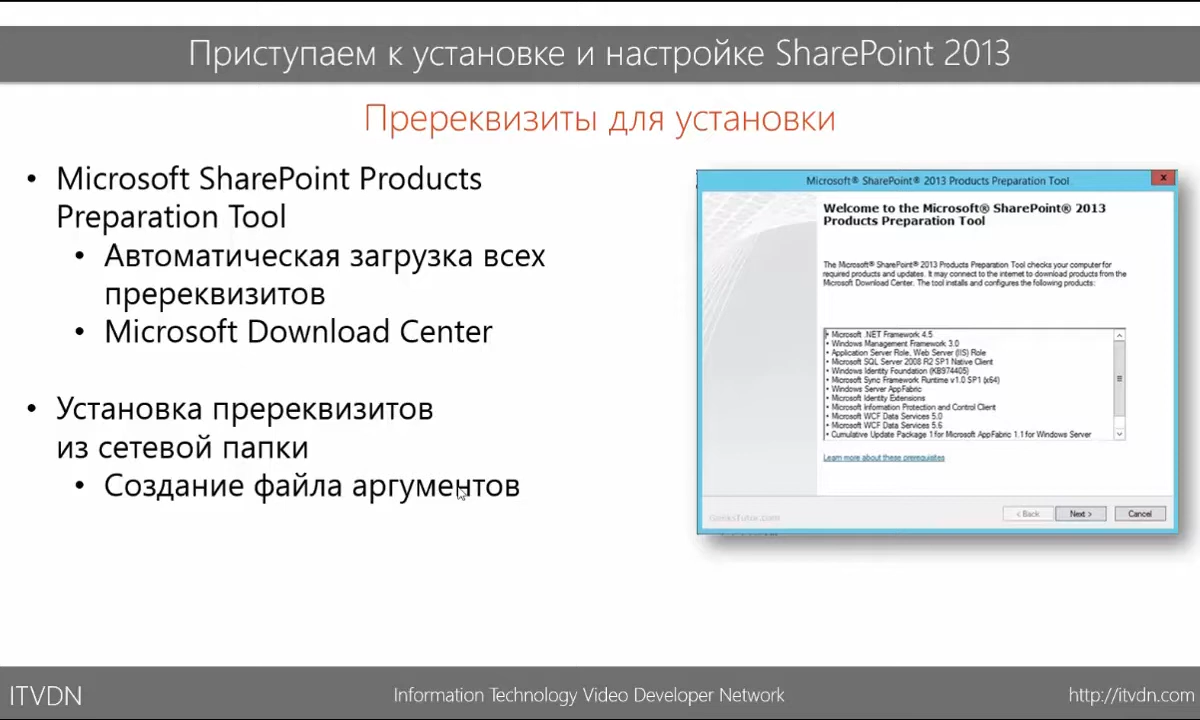 Приступаем к установке и настройке SharePoint 2013
Пререквизиты для установки
• Microsoft SharePoint Products
Preparation Tool
• Автоматическая загрузка всех
пререквизитов
• Microsoft Download Center
• Установка пререквизитов
из сетевой папки
• Создание файла аргументов
Microsoft® SharePoint® 2013 Products Preparation Tool
x
Welcome to the Microsoft® SharePoint® 2013
Products Preparation Tool
The Microsoft® SharePoint® 2013 Products Preparation Tool checks your computer for
required products and updates. It may connect to the internet to download products from the
Microsoft Download Center. The tool installs and configures the following products:
• Microsoft .NET Framework 4.5
• Windows Management Framework 3.0
• Application Server Role, Web Server (IIS) Role
• Microsoft SQL Server 2008 R2 SP1 Native Client
• Windows Identity Foundation (KB974405)
• Microsoft Sync Framework Runtime v1.0 SP1 (x64)
• Windows Server AppFabric
• Microsoft Identity Extensions
• Microsoft Information Protection and Control Client
• Microsoft WCF Data Services 5.0
• Microsoft WCF Data Services 5.6
• Cumulative Update Package 1 for Microsoft AppFabric 1.1 for Windows Server
Learn more about these prerequisites
GeeksTutor.com
< Back
Next >
Cancel
ITVDN
Information Technology Video Developer Network
http://itvdn.com